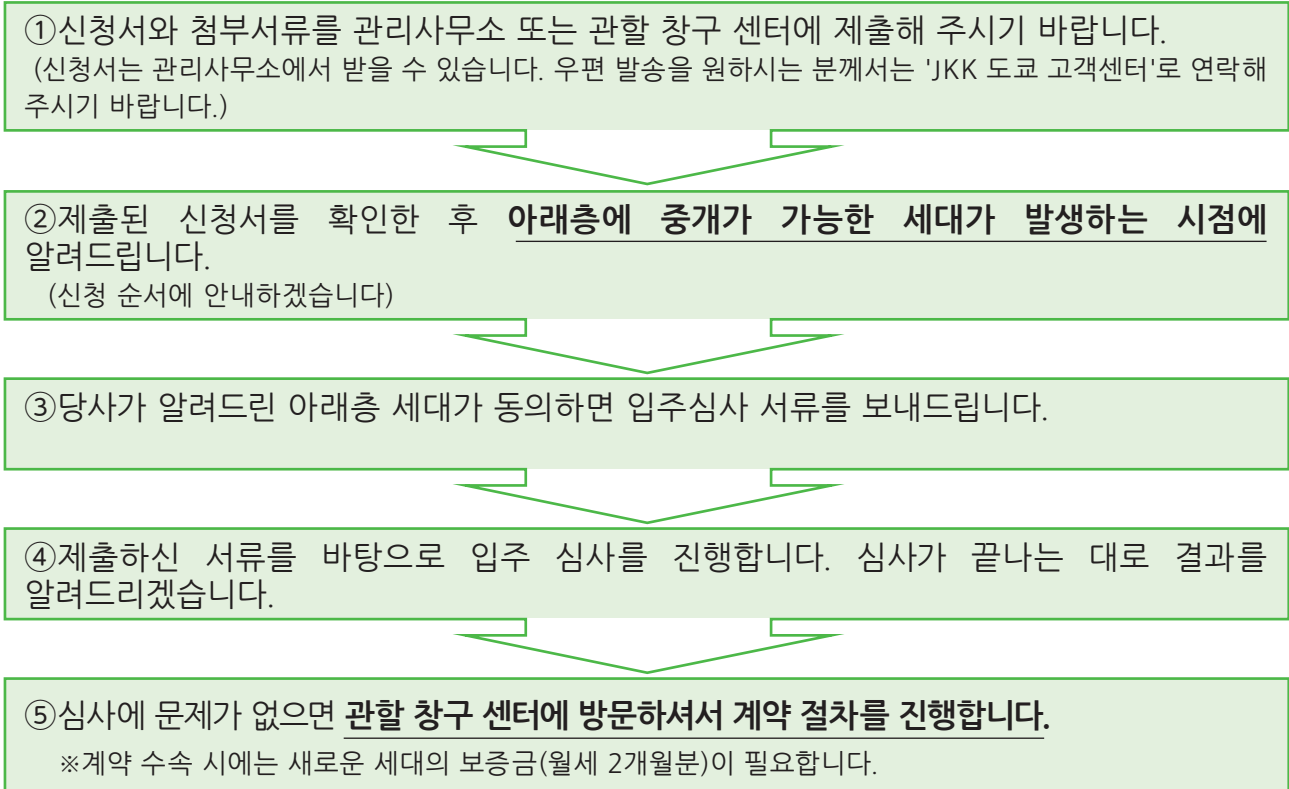 ①신청서와 첨부서류를 관리사무소 또는 관할 창구 센터에 제출해 주시기 바랍니다.
(신청서는 관리사무소에서 받을 수 있습니다. 우편 발송을 원하시는 분께서는 'JKK 도쿄 고객센터'로 연락해
주시기 바랍니다.)
②제출된 신청서를 확인한 후 아래층에 중개가 가능한 세대가 발생하는 시점에
알려드립니다.
(신청 순서에 안내하겠습니다)
③당사가 알려드린 아래층 세대가 동의하면 입주심사 서류를 보내드립니다.
④제출하신 서류를 바탕으로 입주 심사를 진행합니다. 심사가 끝나는 대로 결과를
알려드리겠습니다.
⑤심사에 문제가 없으면 관할 창구 센터에 방문하셔서 계약 절차를 진행합니다.
※계약 수속 시에는 새로운 세대의 보증금(월세 2개월분)이 필요합니다.